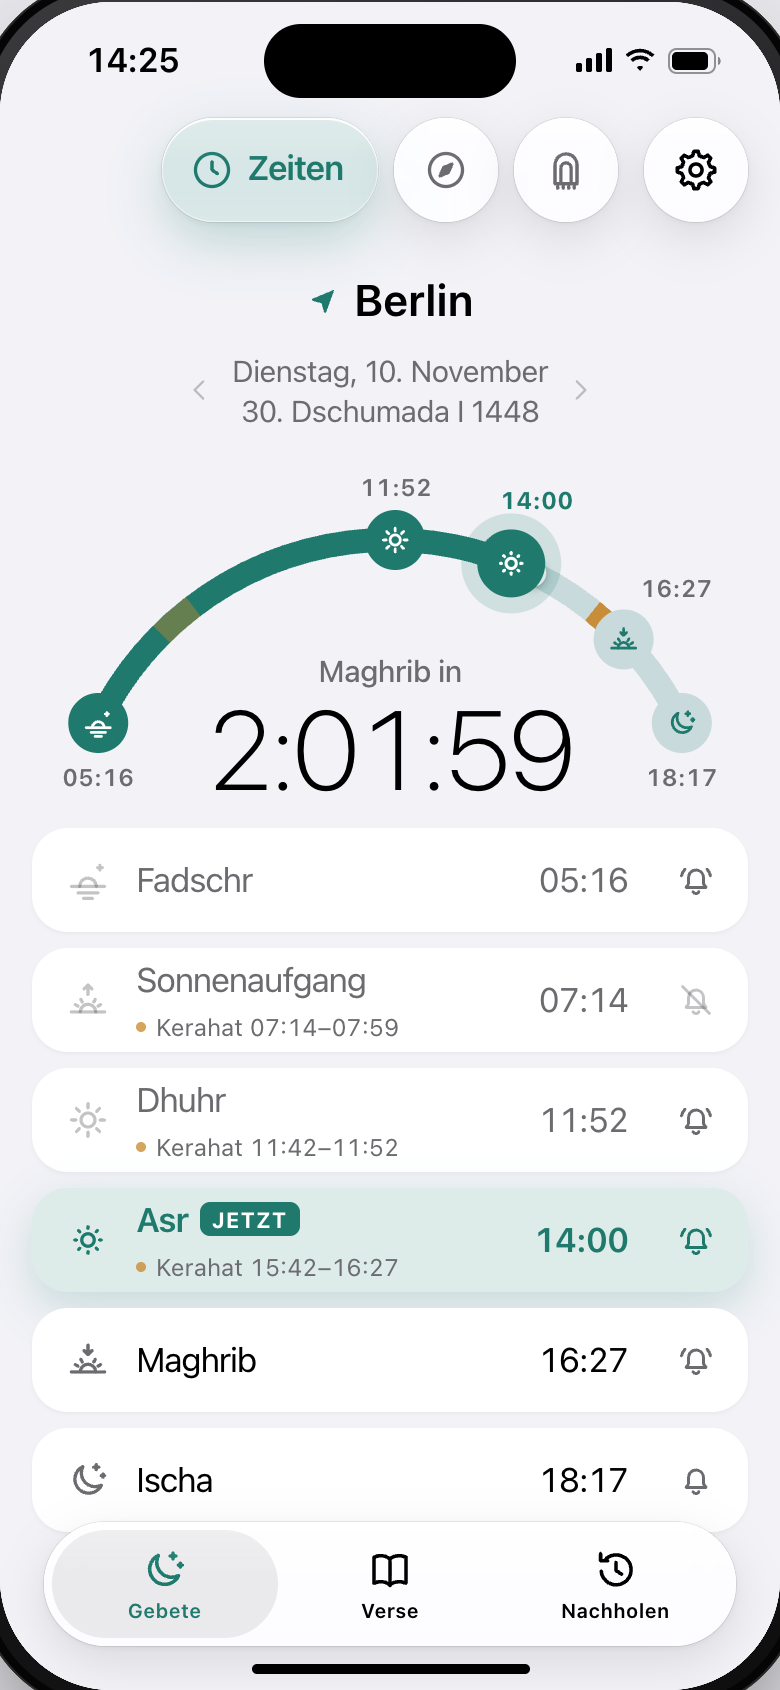 14:25
Zeiten
Berlin
Dienstag, 10. November
30. Dschumada I 1448
11:52
14:00
16:27
Maghrib in
2:01:59
05:16
18:17
Fadschr 05:16
Sonnenaufgang 07:14
Kerahat 07:14–07:59
Dhuhr 11:52
Kerahat 11:42–11:52
Asr JETZT 14:00
Kerahat 15:42–16:27
Maghrib 16:27
Ischa 18:17
Gebete Verse Nachholen